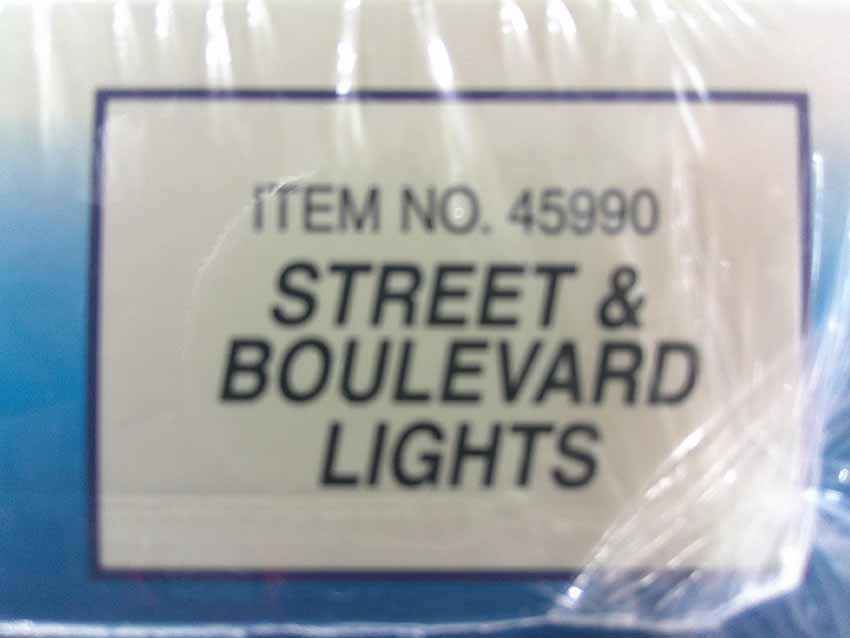 ITEM NO. 45990
STREET &
BOULEVARD
LIGHTS